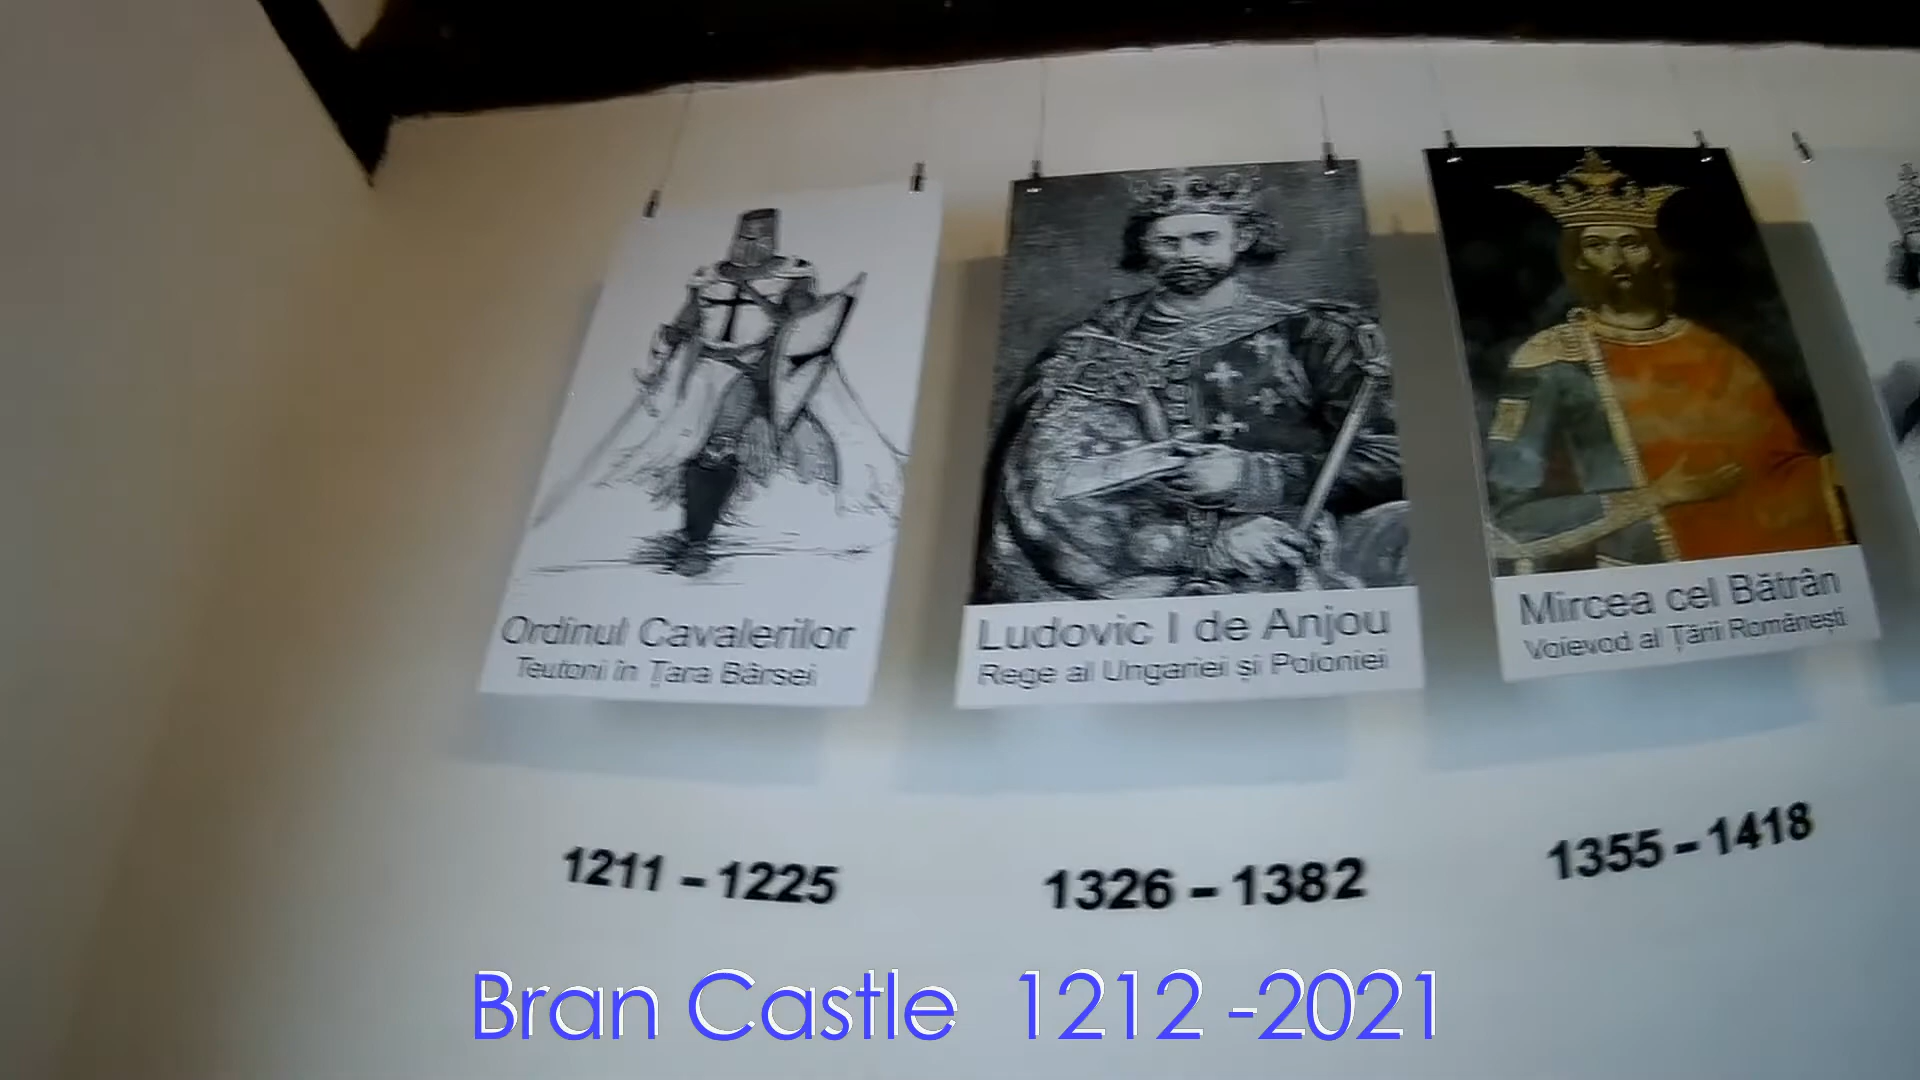 Ordinul Cavalerilor
Teutoni în Țara Bârsei
Ludovic I de Anjou
Rege al Ungariei și Poloniei
Mircea cel Bătrân
Voievod al Țării Românești
1211 – 1225
1326 – 1382
1355 – 1418
Bran Castle 1212 -2021